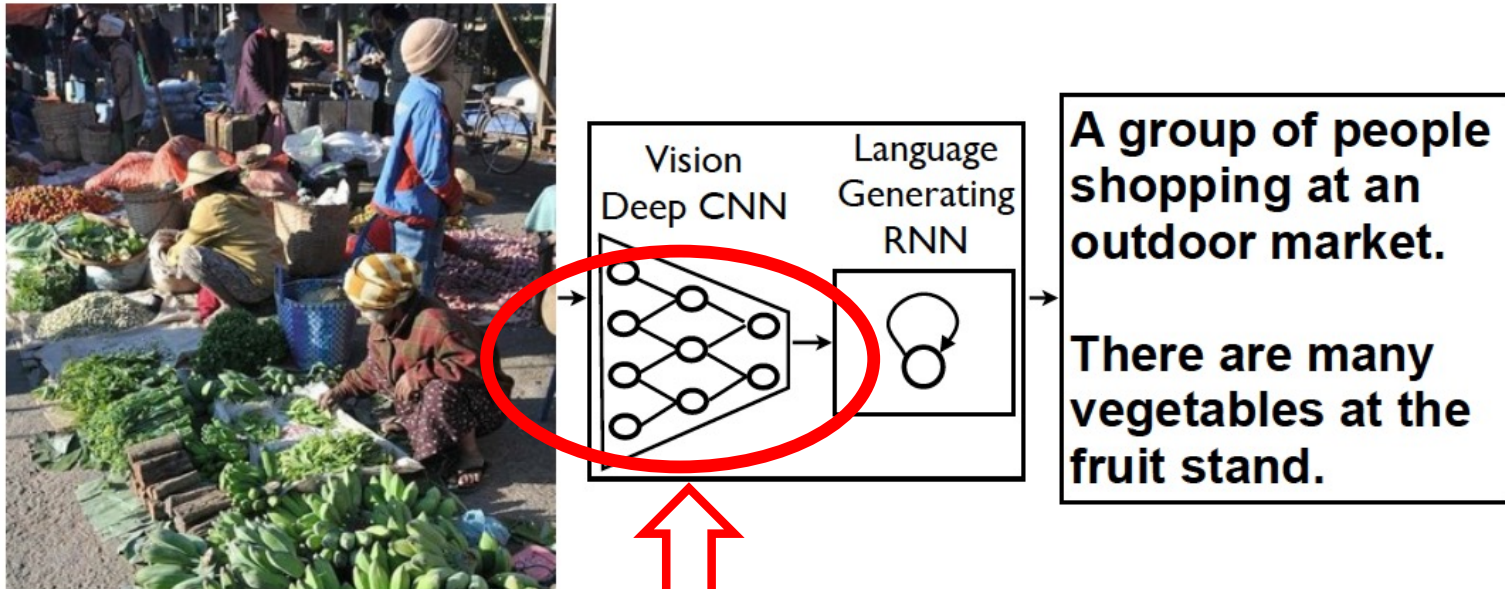 Vision
Deep CNN
Language
Generating
RNN
A group of people
shopping at an
outdoor market.
There are many
vegetables at the
fruit stand.